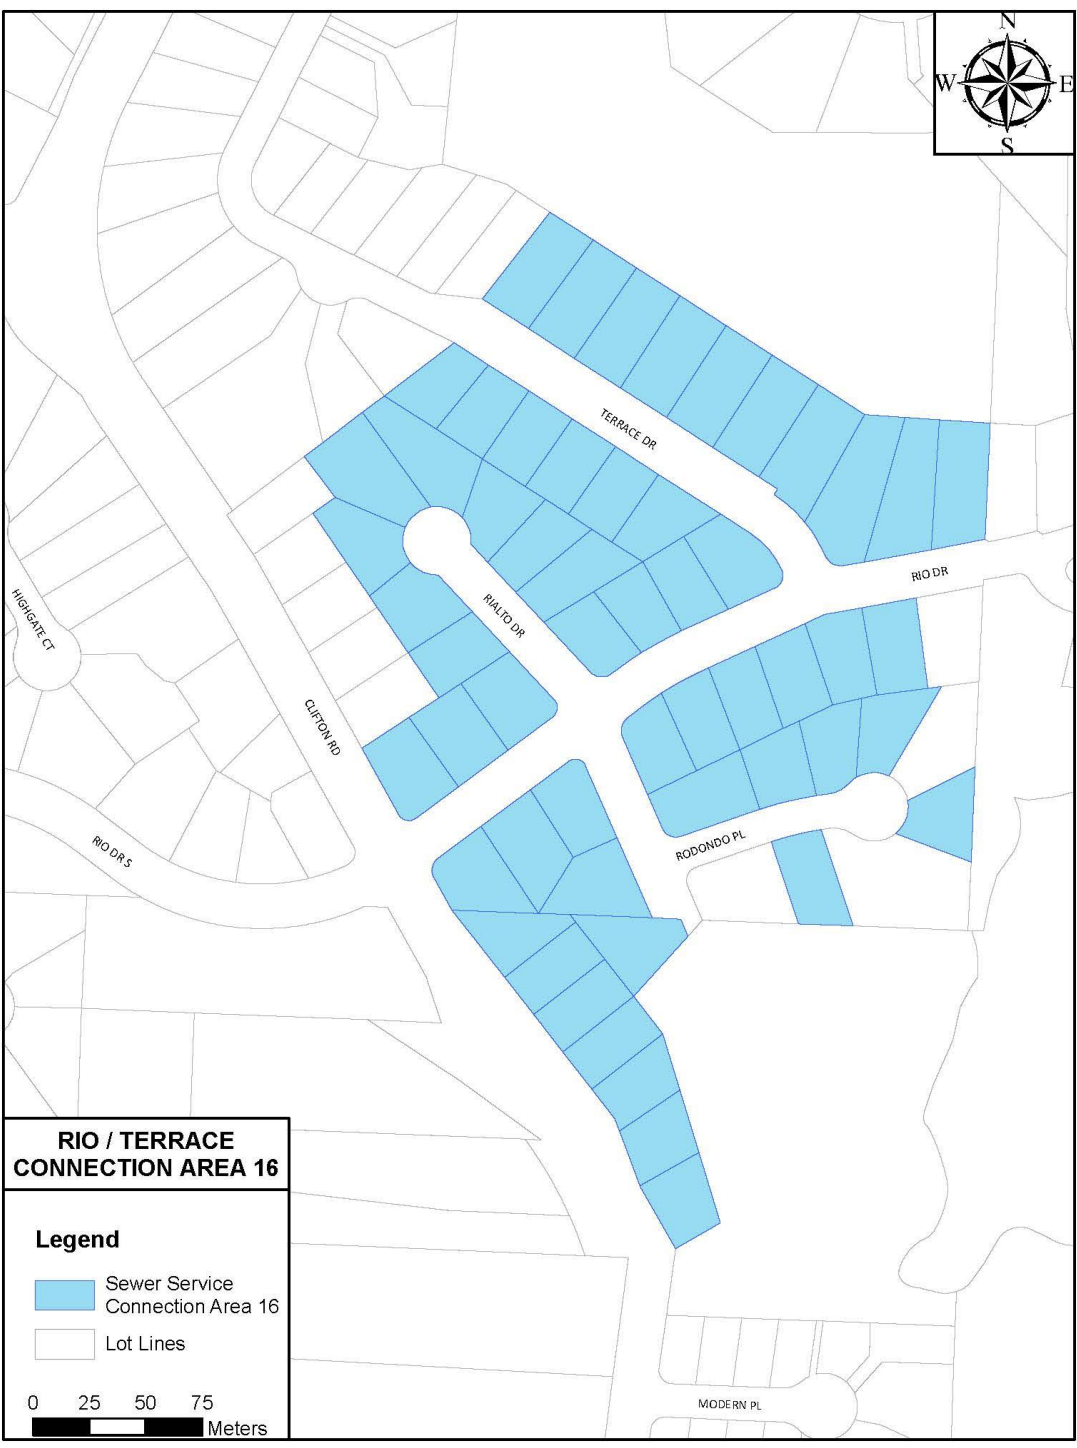 N
W E
S
TERRACE DR
RIO DR
HIGHGATE CT
RIALTO DR
CLIFTON RD
RODONDO PL
RIO DR S
RIO / TERRACE
CONNECTION AREA 16
Legend
Sewer Service
Connection Area 16
Lot Lines
0 25 50 75
Meters
MODERN PL